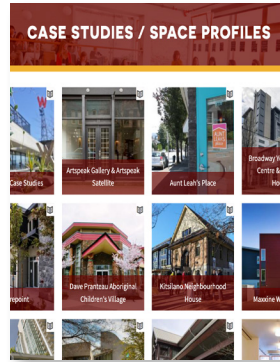 CASE STUDIES / SPACE PROFILES
Case Studies
Artspeak Gallery & Artspeak
Satellite
Aunt Leah's Place
Broadway
Centre &
Dave Pranteau Aboriginal
Children's Village
Kitsilano Neighbourhood
House
Maxxine